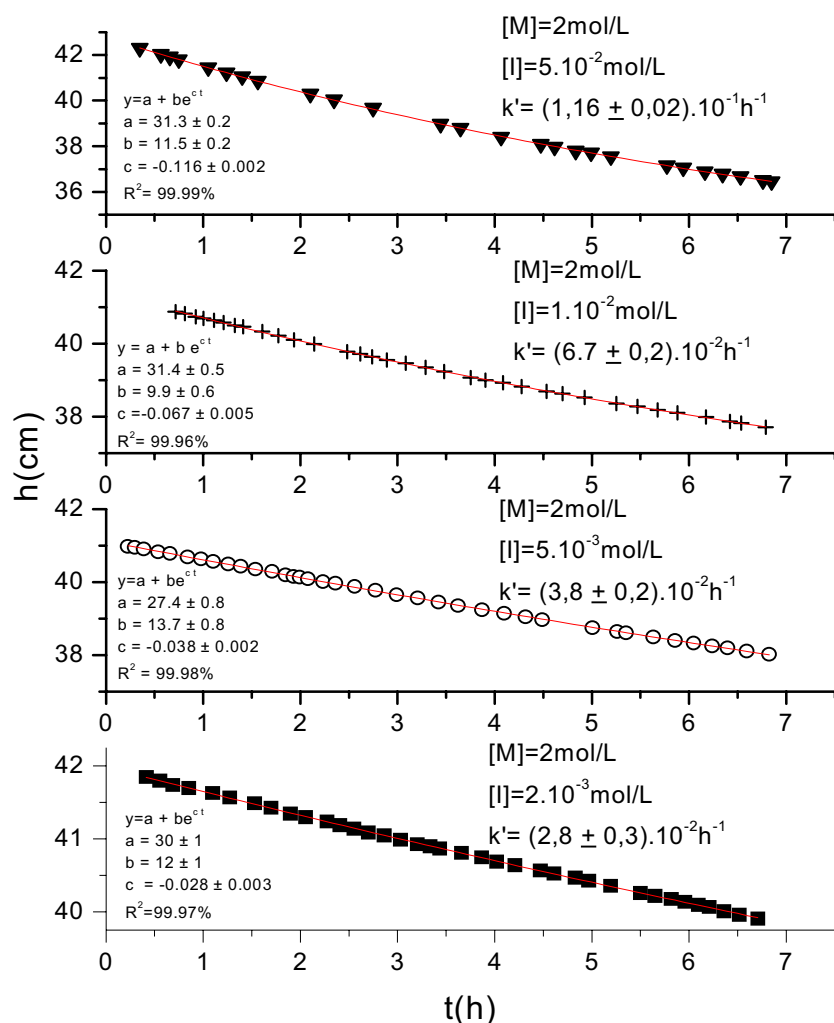 [M]=2mol/L
[I]=5.10⁻²mol/L
k'= (1,16 ± 0,02).10⁻¹h⁻¹
y=a + beᶜᵗ
a = 31.3 ± 0.2
b = 11.5 ± 0.2
c = -0.116 ± 0.002
R²= 99.99%
42
40
38
36
0 1 2 3 4 5 6 7
[M]=2mol/L
[I]=1.10⁻²mol/L
k'= (6.7 ± 0,2).10⁻²h⁻¹
y = a + b eᶜᵗ
a = 31.4 ± 0.5
b = 9.9 ± 0.6
c =-0.067 ± 0.005
R²= 99.96%
42
40
38
0 1 2 3 4 5 6 7
h(cm)
[M]=2mol/L
[I]=5.10⁻³mol/L
k'= (3,8 ± 0,2).10⁻²h⁻¹
y=a + beᶜᵗ
a = 27.4 ± 0.8
b = 13.7 ± 0.8
c = -0.038 ± 0.002
R² = 99.98%
42
40
38
0 1 2 3 4 5 6 7
[M]=2mol/L
[I]=2.10⁻³mol/L
k'= (2,8 ± 0,3).10⁻²h⁻¹
y=a + beᶜᵗ
a = 30 ± 1
b = 12 ± 1
c = -0.028 ± 0.003
R²=99.97%
42
41
40
0 1 2 3 4 5 6 7
t(h)